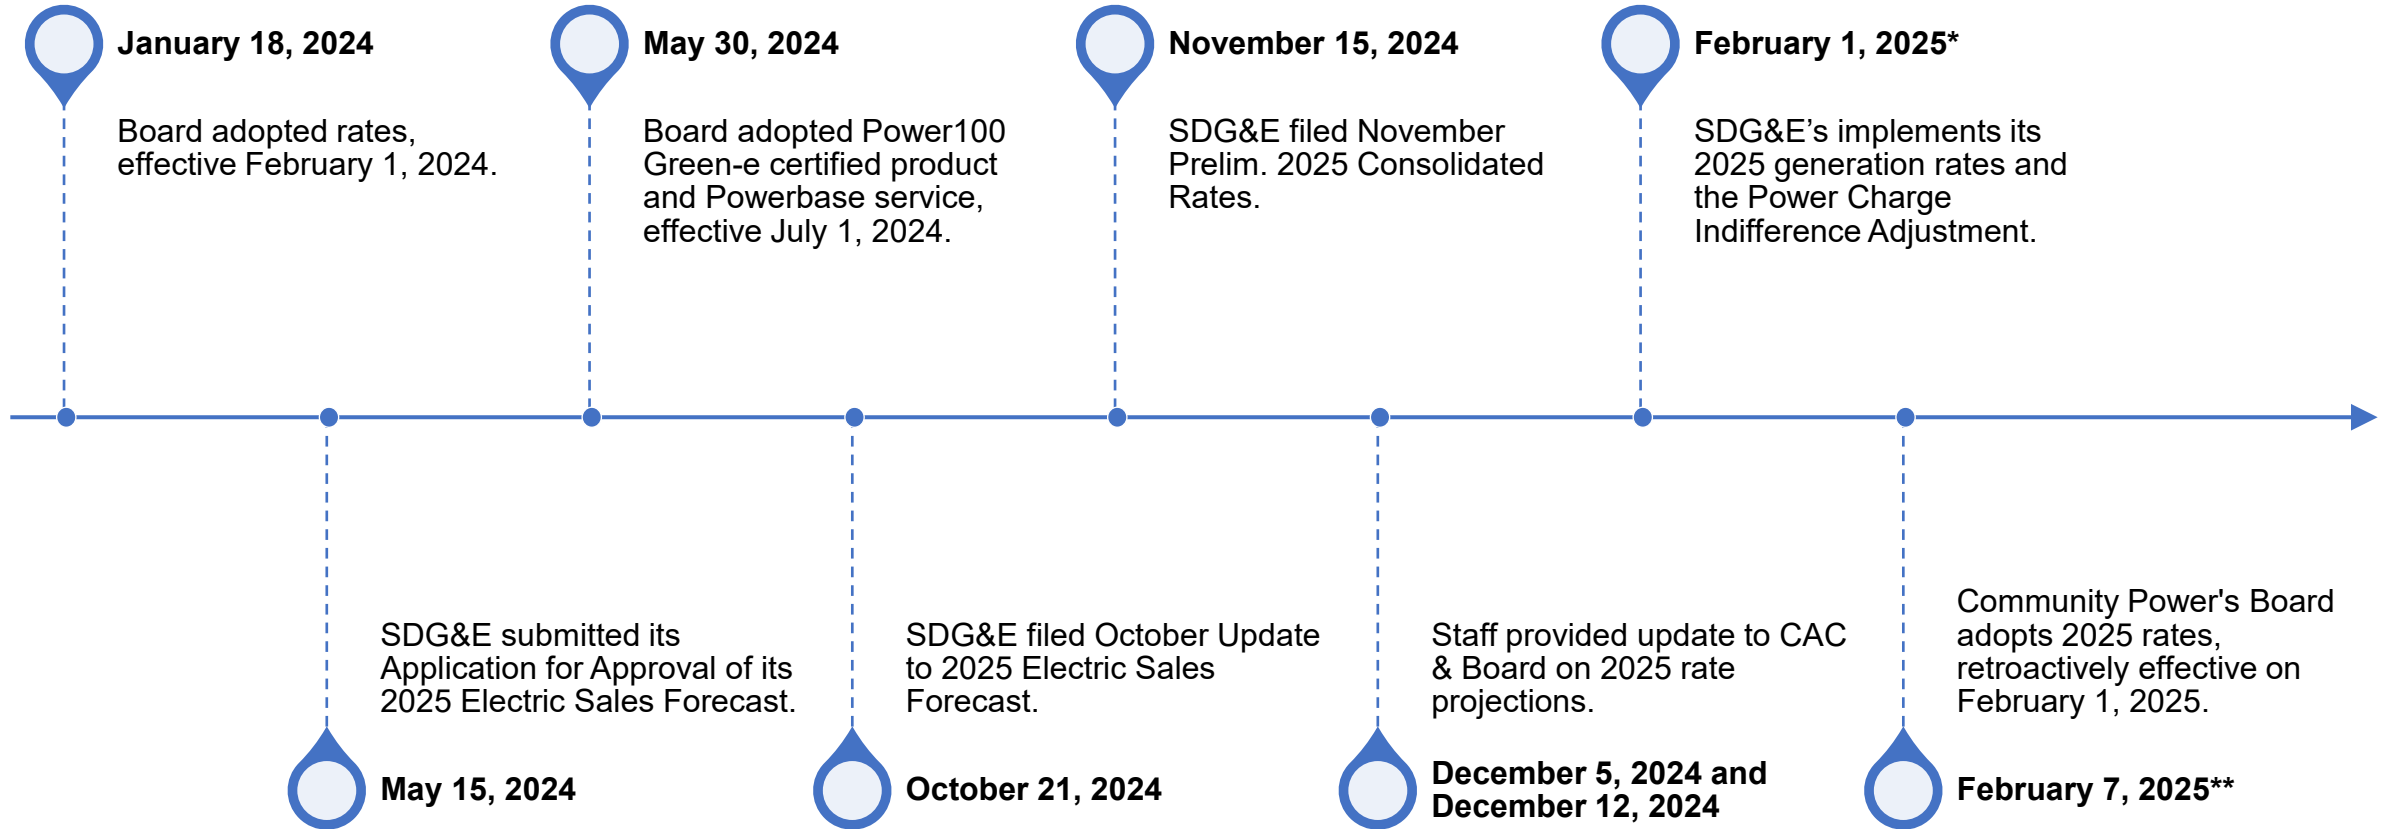 January 18, 2024
Board adopted rates,
effective February 1, 2024.
May 15, 2024
SDG&E submitted its
Application for Approval of its
2025 Electric Sales Forecast.
May 30, 2024
Board adopted Power100
Green-e certified product
and Powerbase service,
effective July 1, 2024.
October 21, 2024
SDG&E filed October Update
to 2025 Electric Sales
Forecast.
November 15, 2024
SDG&E filed November
Prelim. 2025 Consolidated
Rates.
December 5, 2024 and
December 12, 2024
Staff provided update to CAC
& Board on 2025 rate
projections.
February 1, 2025*
SDG&E’s implements its
2025 generation rates and
the Power Charge
Indifference Adjustment.
February 7, 2025**
Community Power's Board
adopts 2025 rates,
retroactively effective on
February 1, 2025.